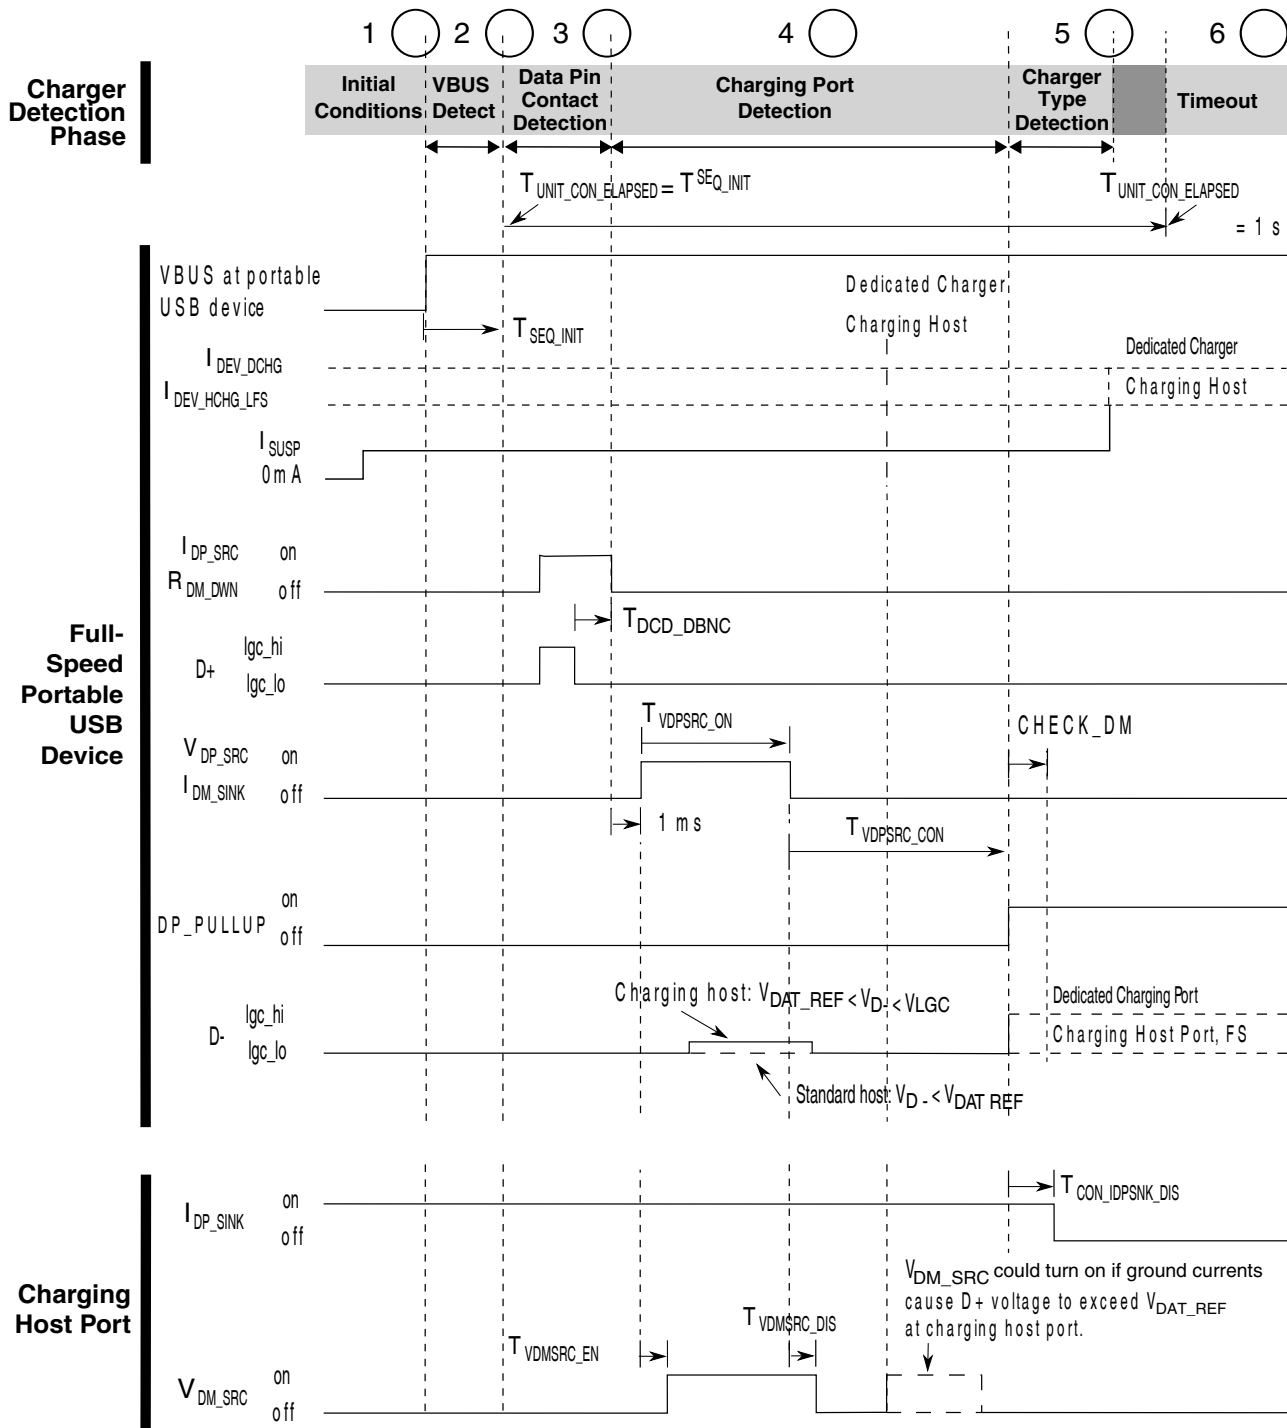 1 2 3 4 5 6
Charger
Detection
Phase
Initial
Conditions
VBUS
Detect
Data Pin
Contact
Detection
Charging Port
Detection
Charger
Type
Detection
Timeout
T UNIT_CON_ELAPSED = T SEQ_INIT
T UNIT_CON_ELAPSED
= 1 s
VBUS at portable
USB device
T SEQ_INIT
Dedicated Charger
Charging Host
I DEV_DCHG
Dedicated Charger
I DEV_HCHG_LFS
Charging Host
I SUSP
0mA
Full-
Speed
Portable
USB
Device
I DP_SRC on
R DM_DWN off
T DCD_DBNC
D+
lgc_hi
lgc_lo
T VDPSRC_ON
CHECK_DM
V DP_SRC on
I DM_SINK off
1 ms
T VDPSRC_CON
DP_PULLUP
on
off
Charging host: V DAT_REF < V D- < VLGC
Dedicated Charging Port
D-
lgc_hi
lgc_lo
Charging Host Port, FS
Standard host: V D - < V DAT REF
Charging
Host Port
I DP_SINK
on
off
T CON_IDPSNK_DIS
V DM_SRC could turn on if ground currents
cause D+ voltage to exceed V DAT_REF
at charging host port.
T VDMSRC_EN
T VDMSRC_DIS
V DM_SRC
on
off